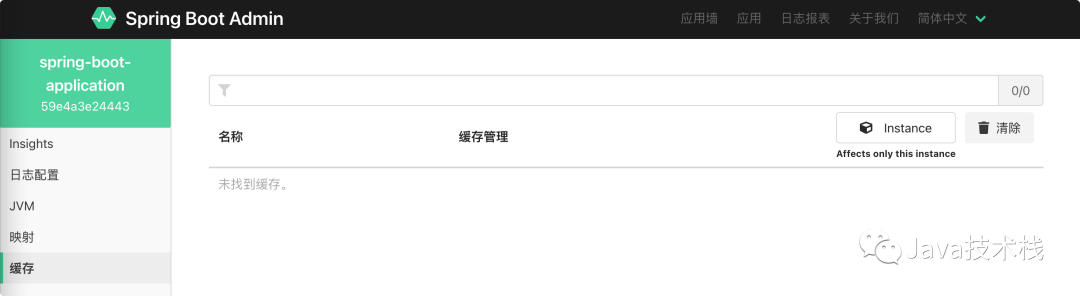 Spring Boot Admin
应用墙 应用 日志报表 关于我们 简体中文
spring-boot-
application
59e4a3e24443
Insights
日志配置
JVM
映射
缓存
0/0
名称 缓存管理 Instance 清除
Affects only this instance
未找到缓存。
Java技术栈